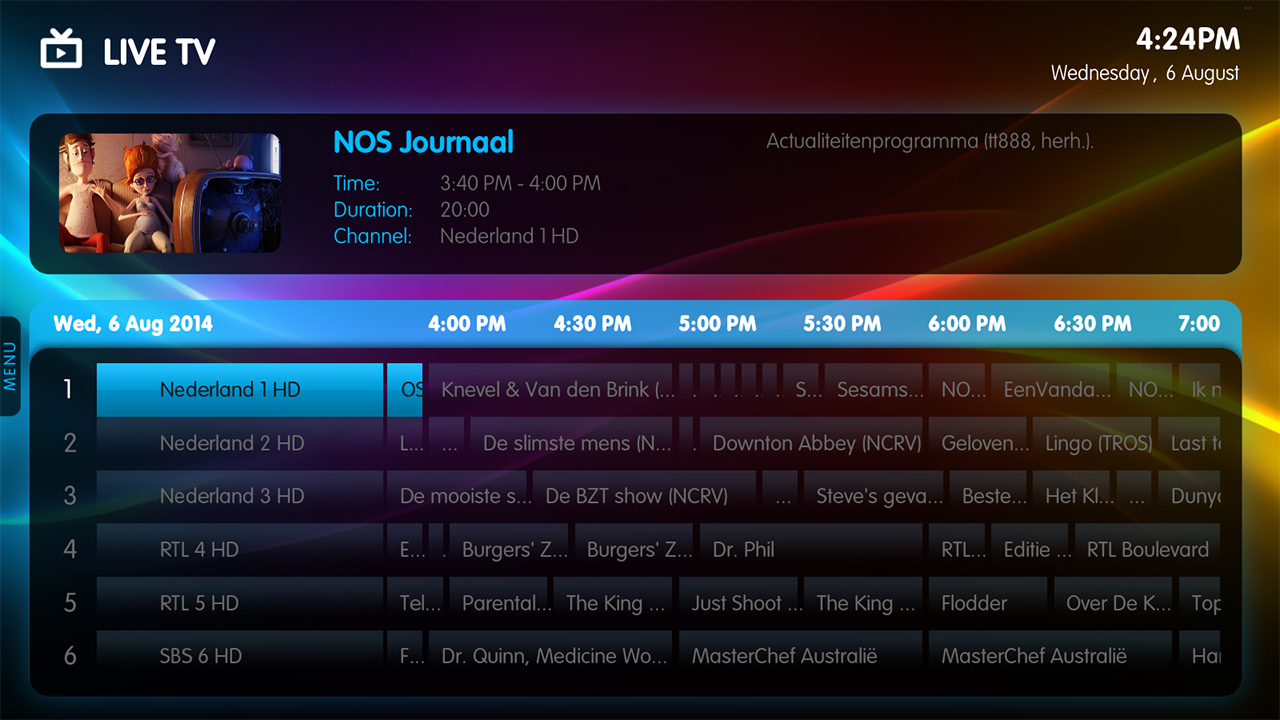 LIVE TV
4:24PM
Wednesday, 6 August
NOS Journaal
Actualiteitenprogramma (tt888, herh.).
Time: 3:40 PM - 4:00 PM
Duration: 20:00
Channel: Nederland 1 HD
MENU
Wed, 6 Aug 2014 4:00 PM 4:30 PM 5:00 PM 5:30 PM 6:00 PM 6:30 PM 7:00
1 Nederland 1 HD OS Knevel & Van den Brink (... . . . . . S... Sesams... NO... EenVanda... NO... Ik
2 Nederland 2 HD L... ... De slimste mens (N... . Downton Abbey (NCRV) Geloven... Lingo (TROS) Last
3 Nederland 3 HD De mooiste s... De BZT show (NCRV) ... Steve's geva... Beste... Het Kl... ... Duny
4 RTL 4 HD E... . Burgers' Z... Burgers' Z... Dr. Phil RTL... Editie ... RTL Boulevard
5 RTL 5 HD Tel... Parental... The King ... Just Shoot ... The King ... Flodder Over De K... Top
6 SBS 6 HD F... Dr. Quinn, Medicine Wo... MasterChef Australië MasterChef Australië Ha